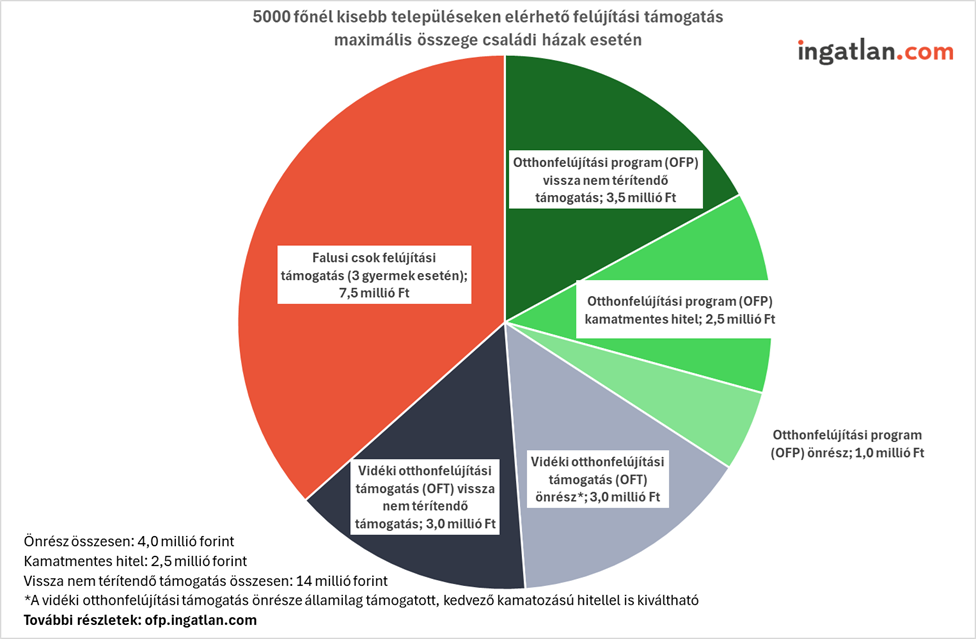 5000 főnél kisebb településeken elérhető felújítási támogatás
maximális összege családi házak esetén
ingatlan.com
Otthonfelújítási program (OFP)
vissza nem térítendő
támogatás; 3,5 millió Ft
Falusi csok felújítási
támogatás (3 gyermek esetén);
7,5 millió Ft
Otthonfelújítási program (OFP)
kamatmentes hitel; 2,5 millió Ft
Otthonfelújítási program
(OFP) önrész; 1,0 millió Ft
Vidéki otthonfelújítási
támogatás (OFT)
önrész*; 3,0 millió Ft
Vidéki otthonfelújítási
támogatás (OFT) vissza
nem térítendő
támogatás; 3,0 millió Ft
Önrész összesen: 4,0 millió forint
Kamatmentes hitel: 2,5 millió forint
Vissza nem térítendő támogatás összesen: 14 millió forint
*A vidéki otthonfelújítási támogatás önrésze államilag támogatott, kedvező kamatozású hitellel is kiváltható
További részletek: ofp.ingatlan.com